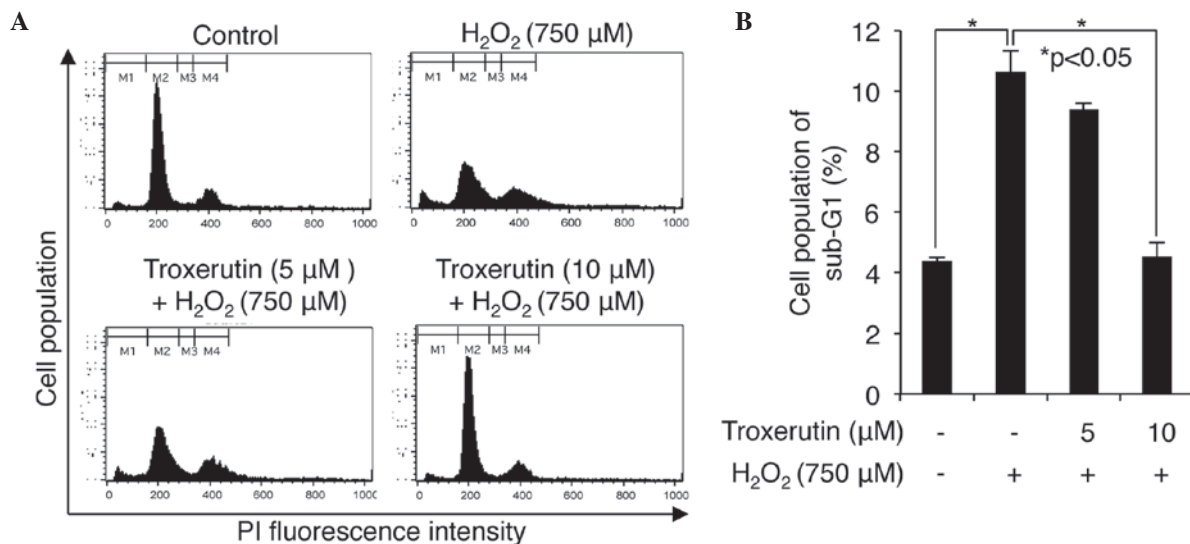 A
Control
H₂O₂ (750 μM)
M1 M2 M3 M4
0 200 400 600 800 1000
M1 M2 M3 M4
0 200 400 600 800 1000
Troxerutin (5 μM )
+ H₂O₂ (750 μM)
Troxerutin (10 μM)
+ H₂O₂ (750 μM)
M1 M2 M3 M4
0 200 400 600 800 1000
M1 M2 M3 M4
0 200 400 600 800 1000
Cell population
PI fluorescence intensity
B
* *
*p<0.05
Cell population of
sub-G1 (%)
12
10
8
6
4
2
0
Troxerutin (μM) - - 5 10
H₂O₂ (750 μM) - + + +